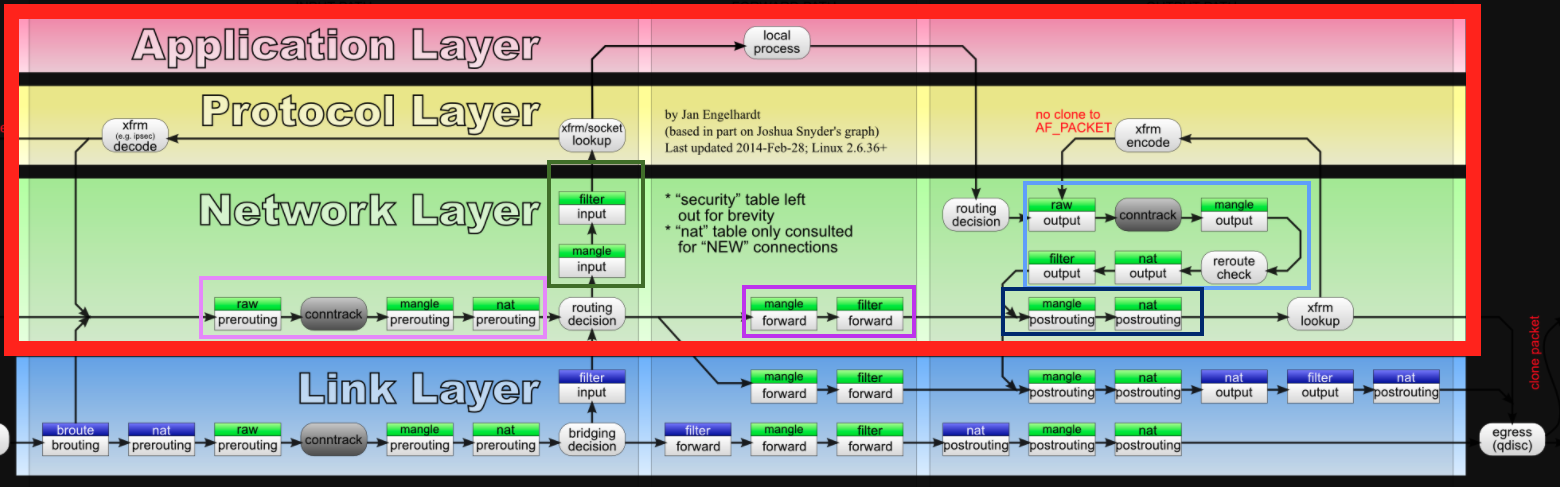 Application Layer
local
process
Protocol Layer
xfrm
(e.g. ipsec)
decode
xfrm/socket
lookup
by Jan Engelhardt
(based in part on Joshua Snyder's graph)
Last updated 2014-Feb-28; Linux 2.6.36+
no clone to
AF_PACKET
xfrm
encode
Network Layer
filter
input
mangle
input
* “security” table left
out for brevity
* “nat” table only consulted
for “NEW” connections
routing
decision
raw
output
conntrack
mangle
output
filter
output
nat
output
reroute
check
raw
prerouting
conntrack
mangle
prerouting
nat
prerouting
routing
decision
mangle
forward
filter
forward
mangle
postrouting
nat
postrouting
xfrm
lookup
clone packet
Link Layer
filter
input
mangle
forward
filter
forward
mangle
postrouting
nat
postrouting
nat
output
filter
output
nat
postrouting
broute
brouting
nat
prerouting
raw
prerouting
conntrack
mangle
prerouting
nat
prerouting
bridging
decision
filter
forward
mangle
forward
filter
forward
nat
postrouting
mangle
postrouting
nat
postrouting
egress
(qdisc)